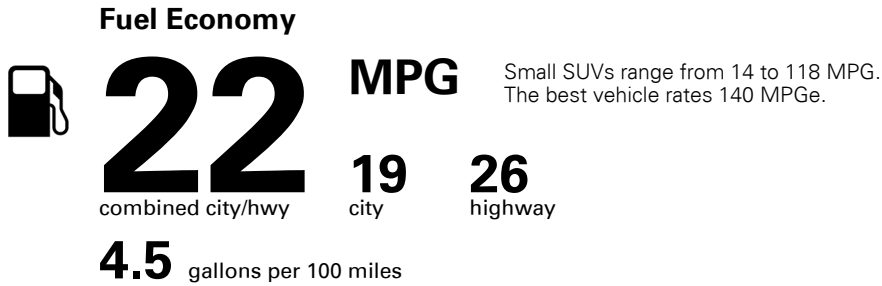 Fuel Economy
22 MPG
Small SUVs range from 14 to 118 MPG.
The best vehicle rates 140 MPGe.
19 26
combined city/hwy city highway
4.5 gallons per 100 miles